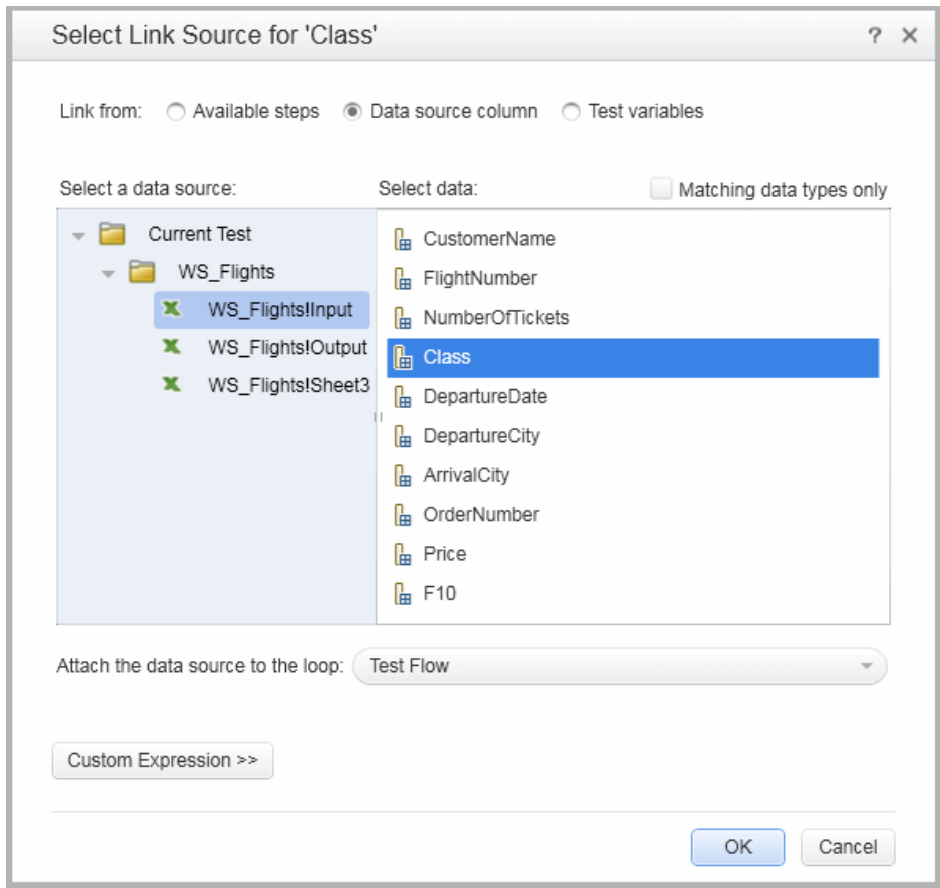 Select Link Source for 'Class'
? ×
Link from: Available steps Data source column Test variables
Select a data source: Select data: Matching data types only
Current Test
WS_Flights
WS_Flights!Input
WS_Flights!Output
WS_Flights!Sheet3
CustomerName
FlightNumber
NumberOfTickets
Class
DepartureDate
DepartureCity
ArrivalCity
OrderNumber
Price
F10
Attach the data source to the loop: Test Flow
Custom Expression >>
OK Cancel